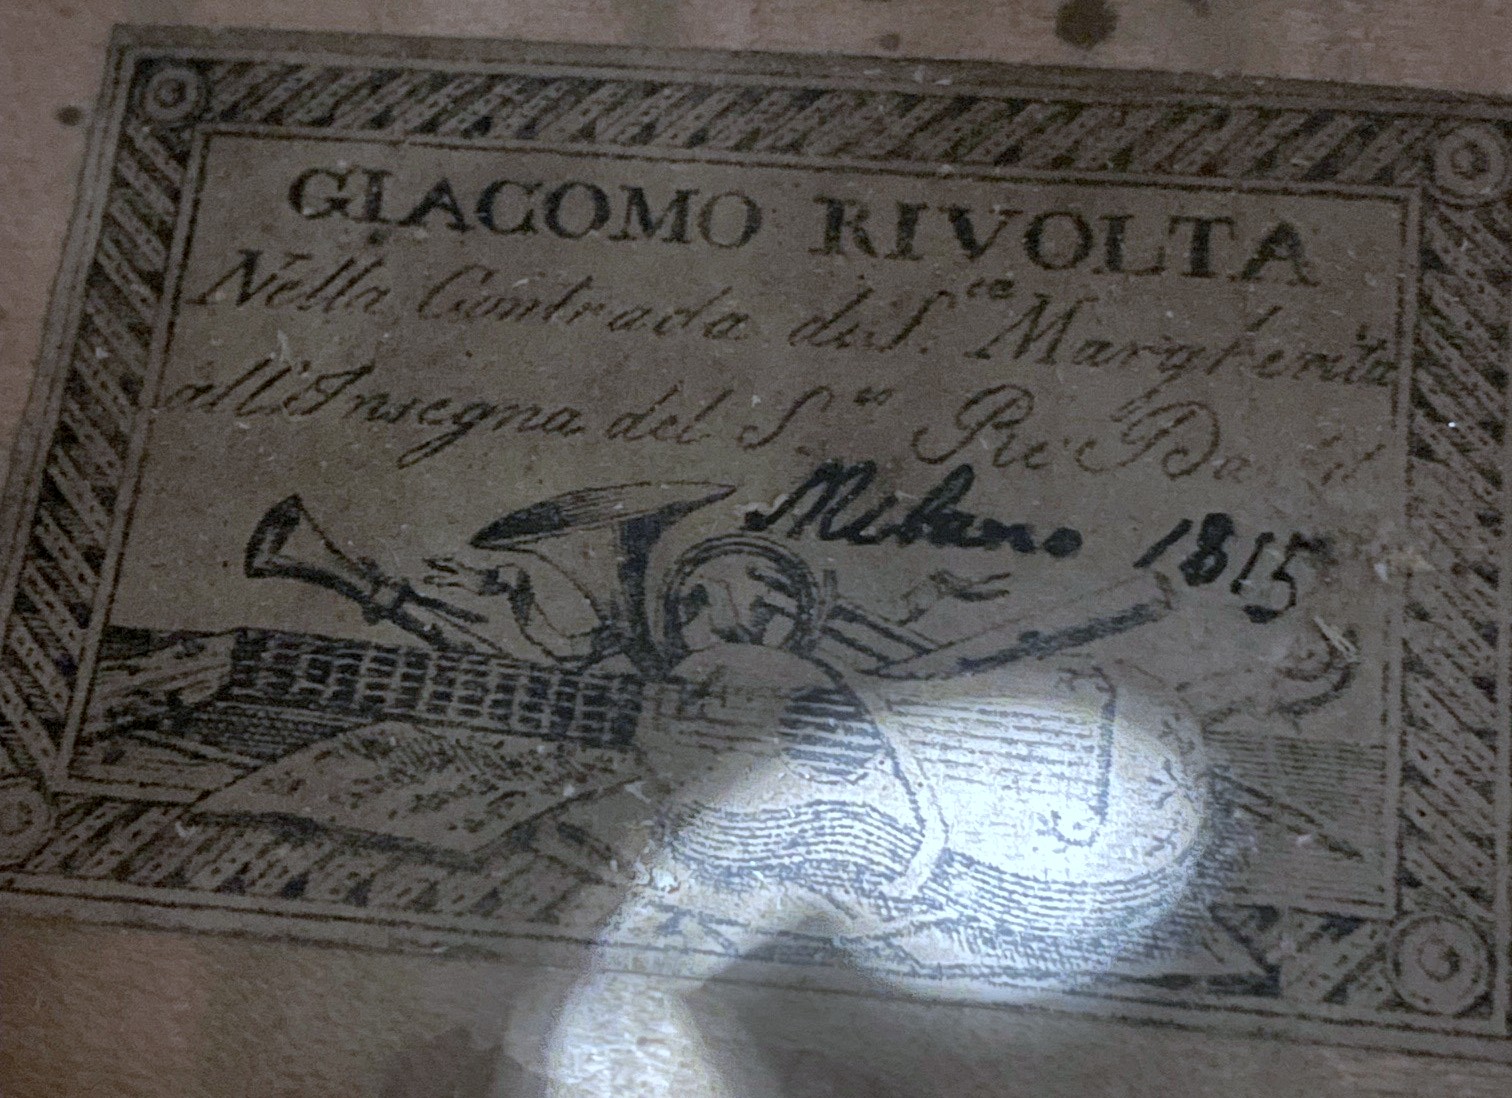 GIACOMO RIVOLTA
Nella Contrada di S.ta Margherita
all'Insegna del S.to Re David
Milano 1815